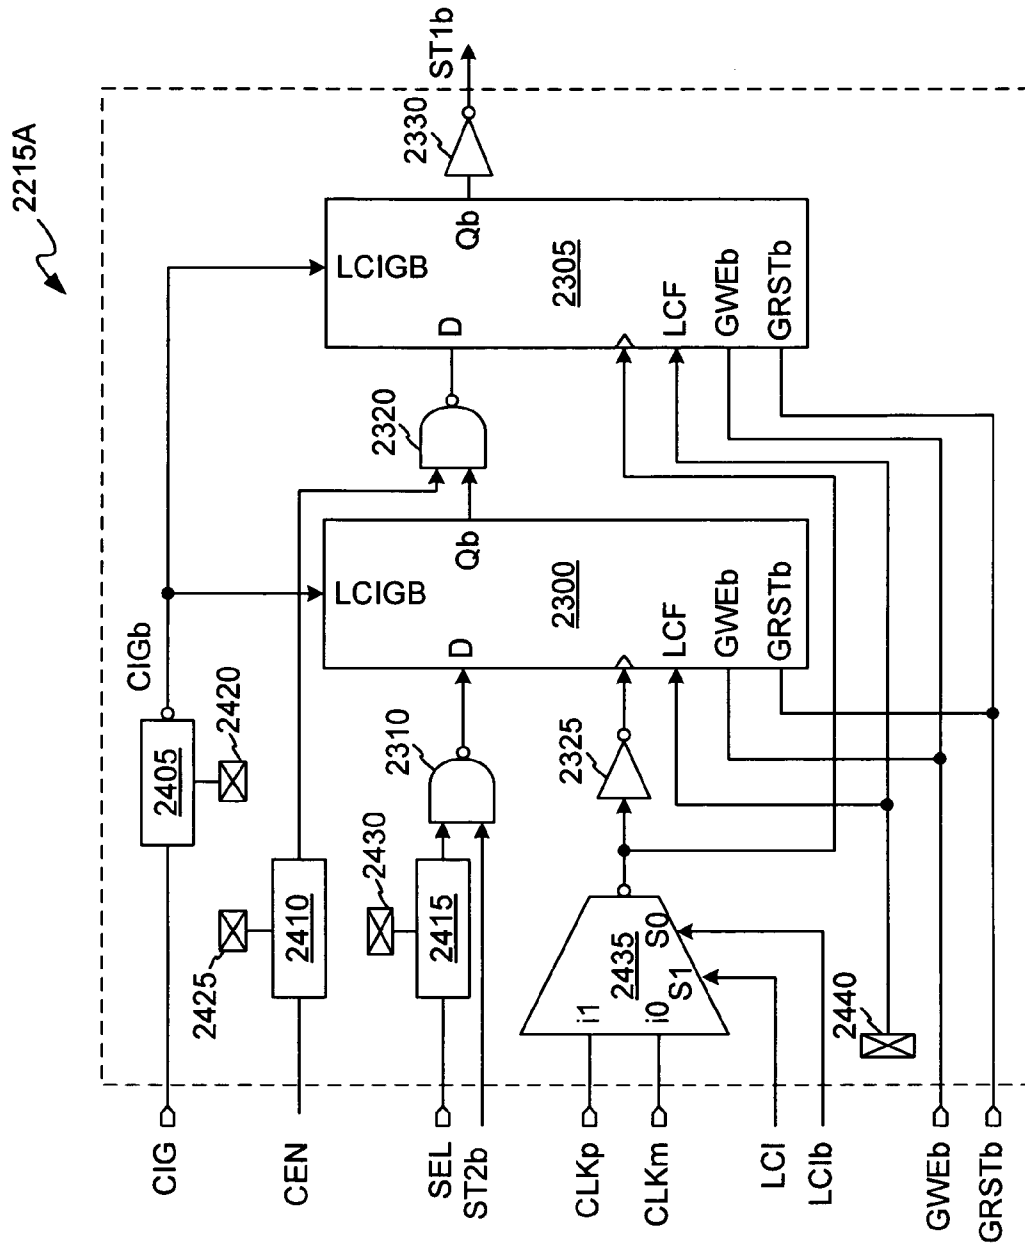 2215A
ST1b
2330
Qb
LCIGB
2305
D
LCF
GWEb
GRSTb
2320
CIGb
Qb
LCIGB
2300
D
LCF
GWEb
GRSTb
2420
2405
2310
2325
2430
2425
2410
2415
2435
S0
S1
i1
i0
2440
CIG
CEN
SEL
ST2b
CLKp
CLKm
LCI
LCIb
GWEb
GRSTb